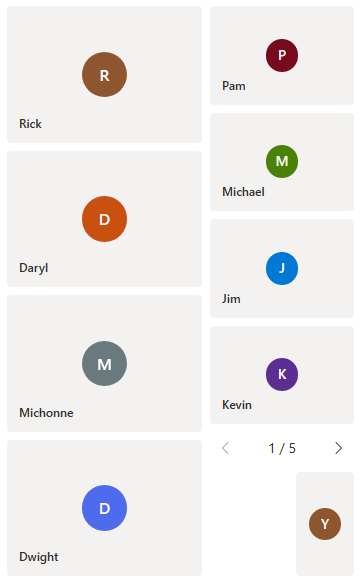 R
Rick
D
Daryl
M
Michonne
D
Dwight
P
Pam
M
Michael
J
Jim
K
Kevin
1 / 5
Y